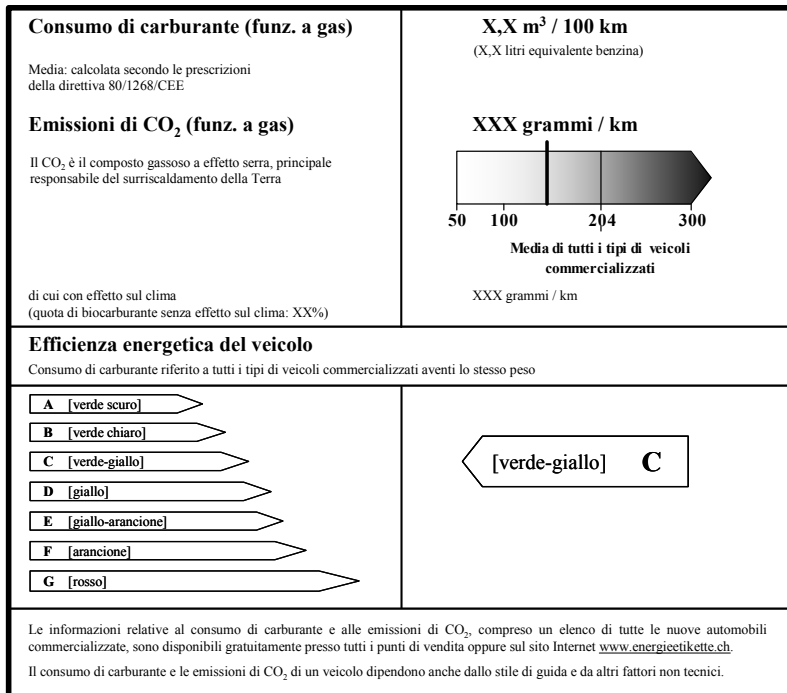 Consumo di carburante (funz. a gas)
X,X m³ / 100 km
(X,X litri equivalente benzina)
Media: calcolata secondo le prescrizioni
della direttiva 80/1268/CEE
Emissioni di CO₂ (funz. a gas)
XXX grammi / km
Il CO₂ è il composto gassoso a effetto serra, principale
responsabile del surriscaldamento della Terra
50 100 204 300
Media di tutti i tipi di veicoli
commercializzati
di cui con effetto sul clima
(quota di biocarburante senza effetto sul clima: XX%)
XXX grammi / km
Efficienza energetica del veicolo
Consumo di carburante riferito a tutti i tipi di veicoli commercializzati aventi lo stesso peso
A [verde scuro]
B [verde chiaro]
C [verde-giallo]
D [giallo]
E [giallo-arancione]
F [arancione]
G [rosso]
[verde-giallo] C
Le informazioni relative al consumo di carburante e alle emissioni di CO₂, compreso un elenco di tutte le nuove automobili
commercializzate, sono disponibili gratuitamente presso tutti i punti di vendita oppure sul sito Internet www.energieetikette.ch.
Il consumo di carburante e le emissioni di CO₂ di un veicolo dipendono anche dallo stile di guida e da altri fattori non tecnici.